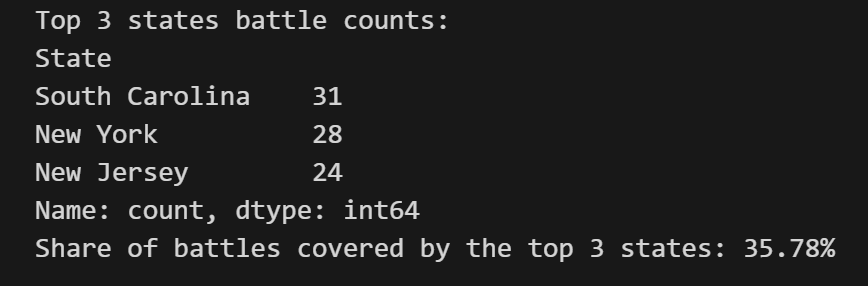 Top 3 states battle counts:
State
South Carolina    31
New York          28
New Jersey        24
Name: count, dtype: int64
Share of battles covered by the top 3 states: 35.78%